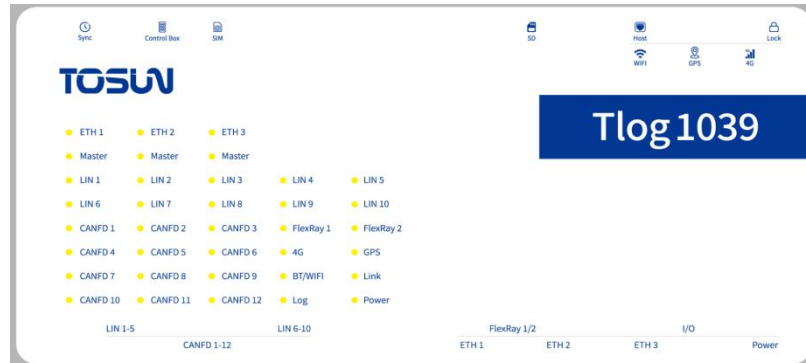 Sync Control Box SIM SD Host Lock
WIFI GPS 4G
TOSUN
Tlog 1039
ETH 1 ETH 2 ETH 3
Master Master Master
LIN 1 LIN 2 LIN 3 LIN 4 LIN 5
LIN 6 LIN 7 LIN 8 LIN 9 LIN 10
CANFD 1 CANFD 2 CANFD 3 FlexRay 1 FlexRay 2
CANFD 4 CANFD 5 CANFD 6 4G GPS
CANFD 7 CANFD 8 CANFD 9 BT/WIFI Link
CANFD 10 CANFD 11 CANFD 12 Log Power
LIN 1-5 LIN 6-10 FlexRay 1/2 I/O
CANFD 1-12 ETH 1 ETH 2 ETH 3 Power